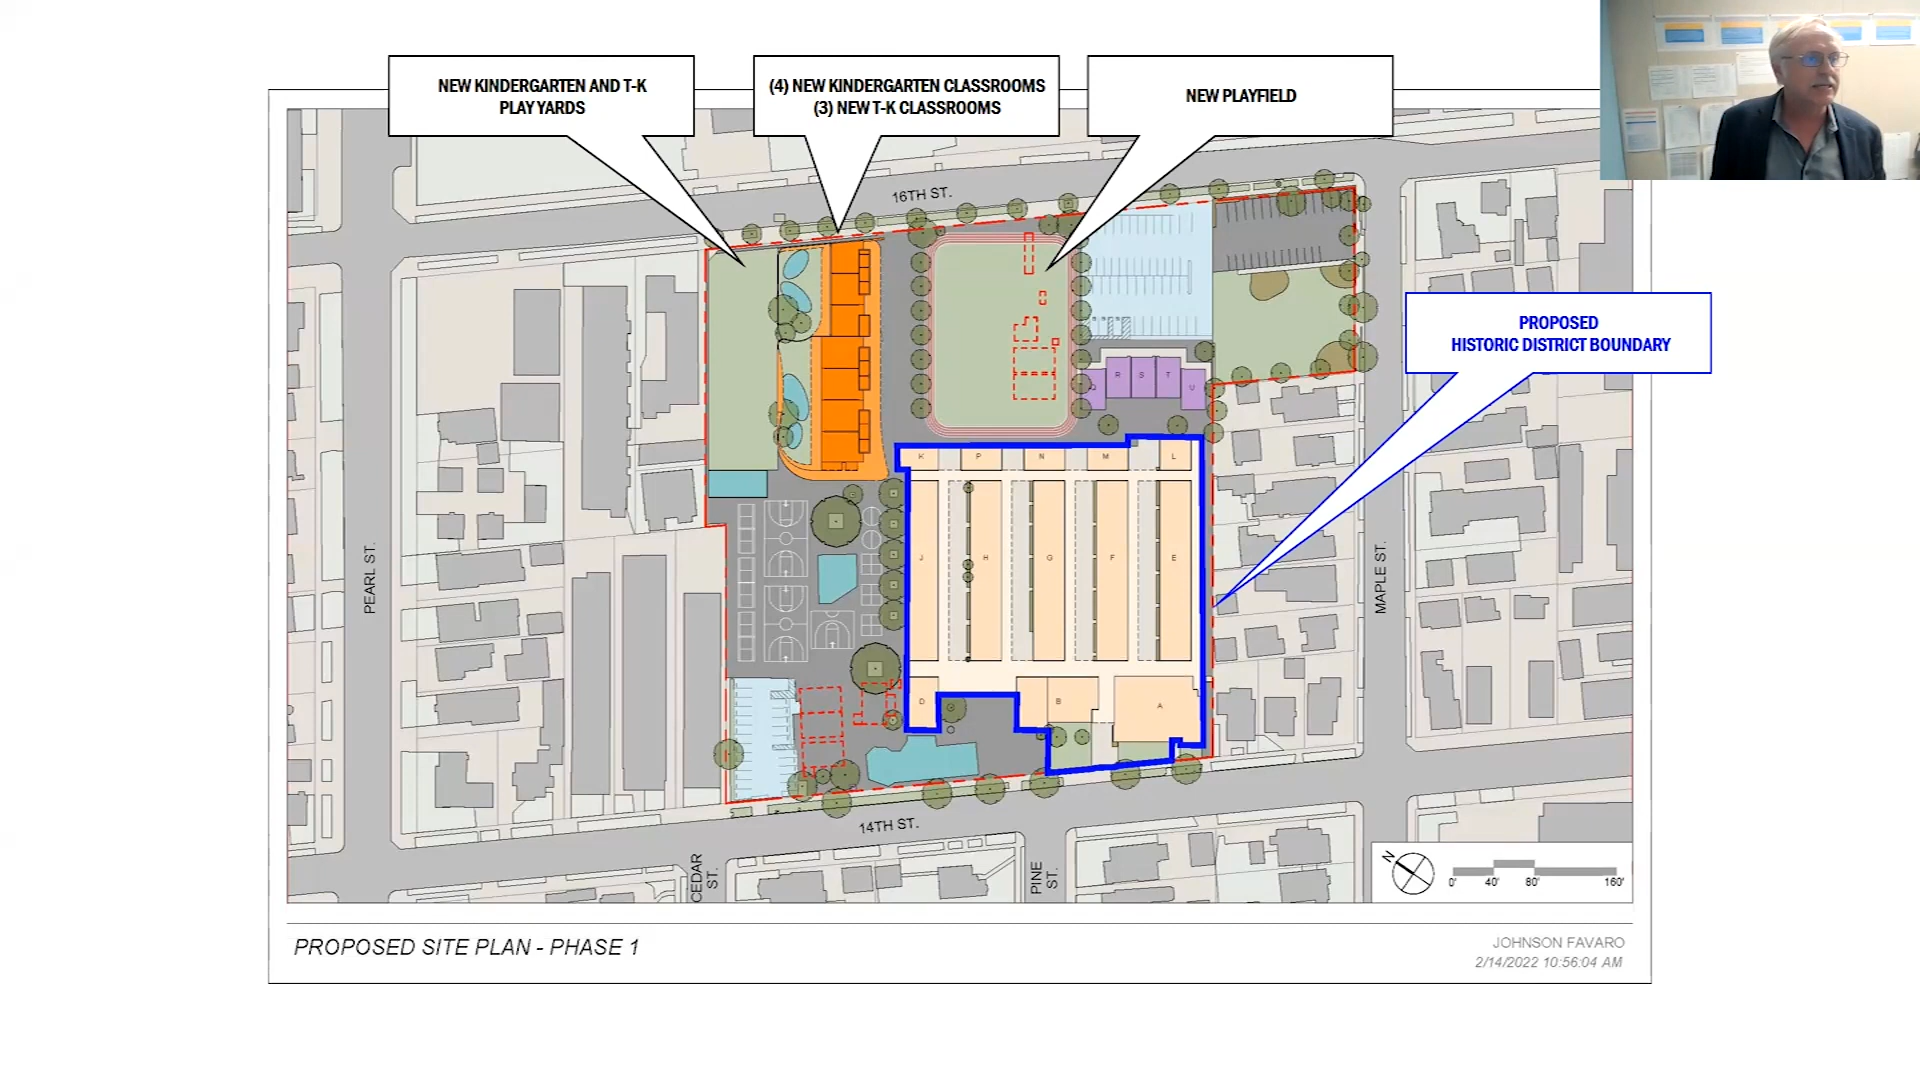 NEW KINDERGARTEN AND T-K
PLAY YARDS
(4) NEW KINDERGARTEN CLASSROOMS
(3) NEW T-K CLASSROOMS
NEW PLAYFIELD
16TH ST.
PROPOSED
HISTORIC DISTRICT BOUNDARY
Q R S T U
K P N M L
PEARL ST.
J H G F E
MAPLE ST.
D B A
14TH ST.
CEDAR
ST.
PINE
ST.
N
0' 40' 80' 160'
PROPOSED SITE PLAN - PHASE 1
JOHNSON FAVARO
2/14/2022 10:56:04 AM